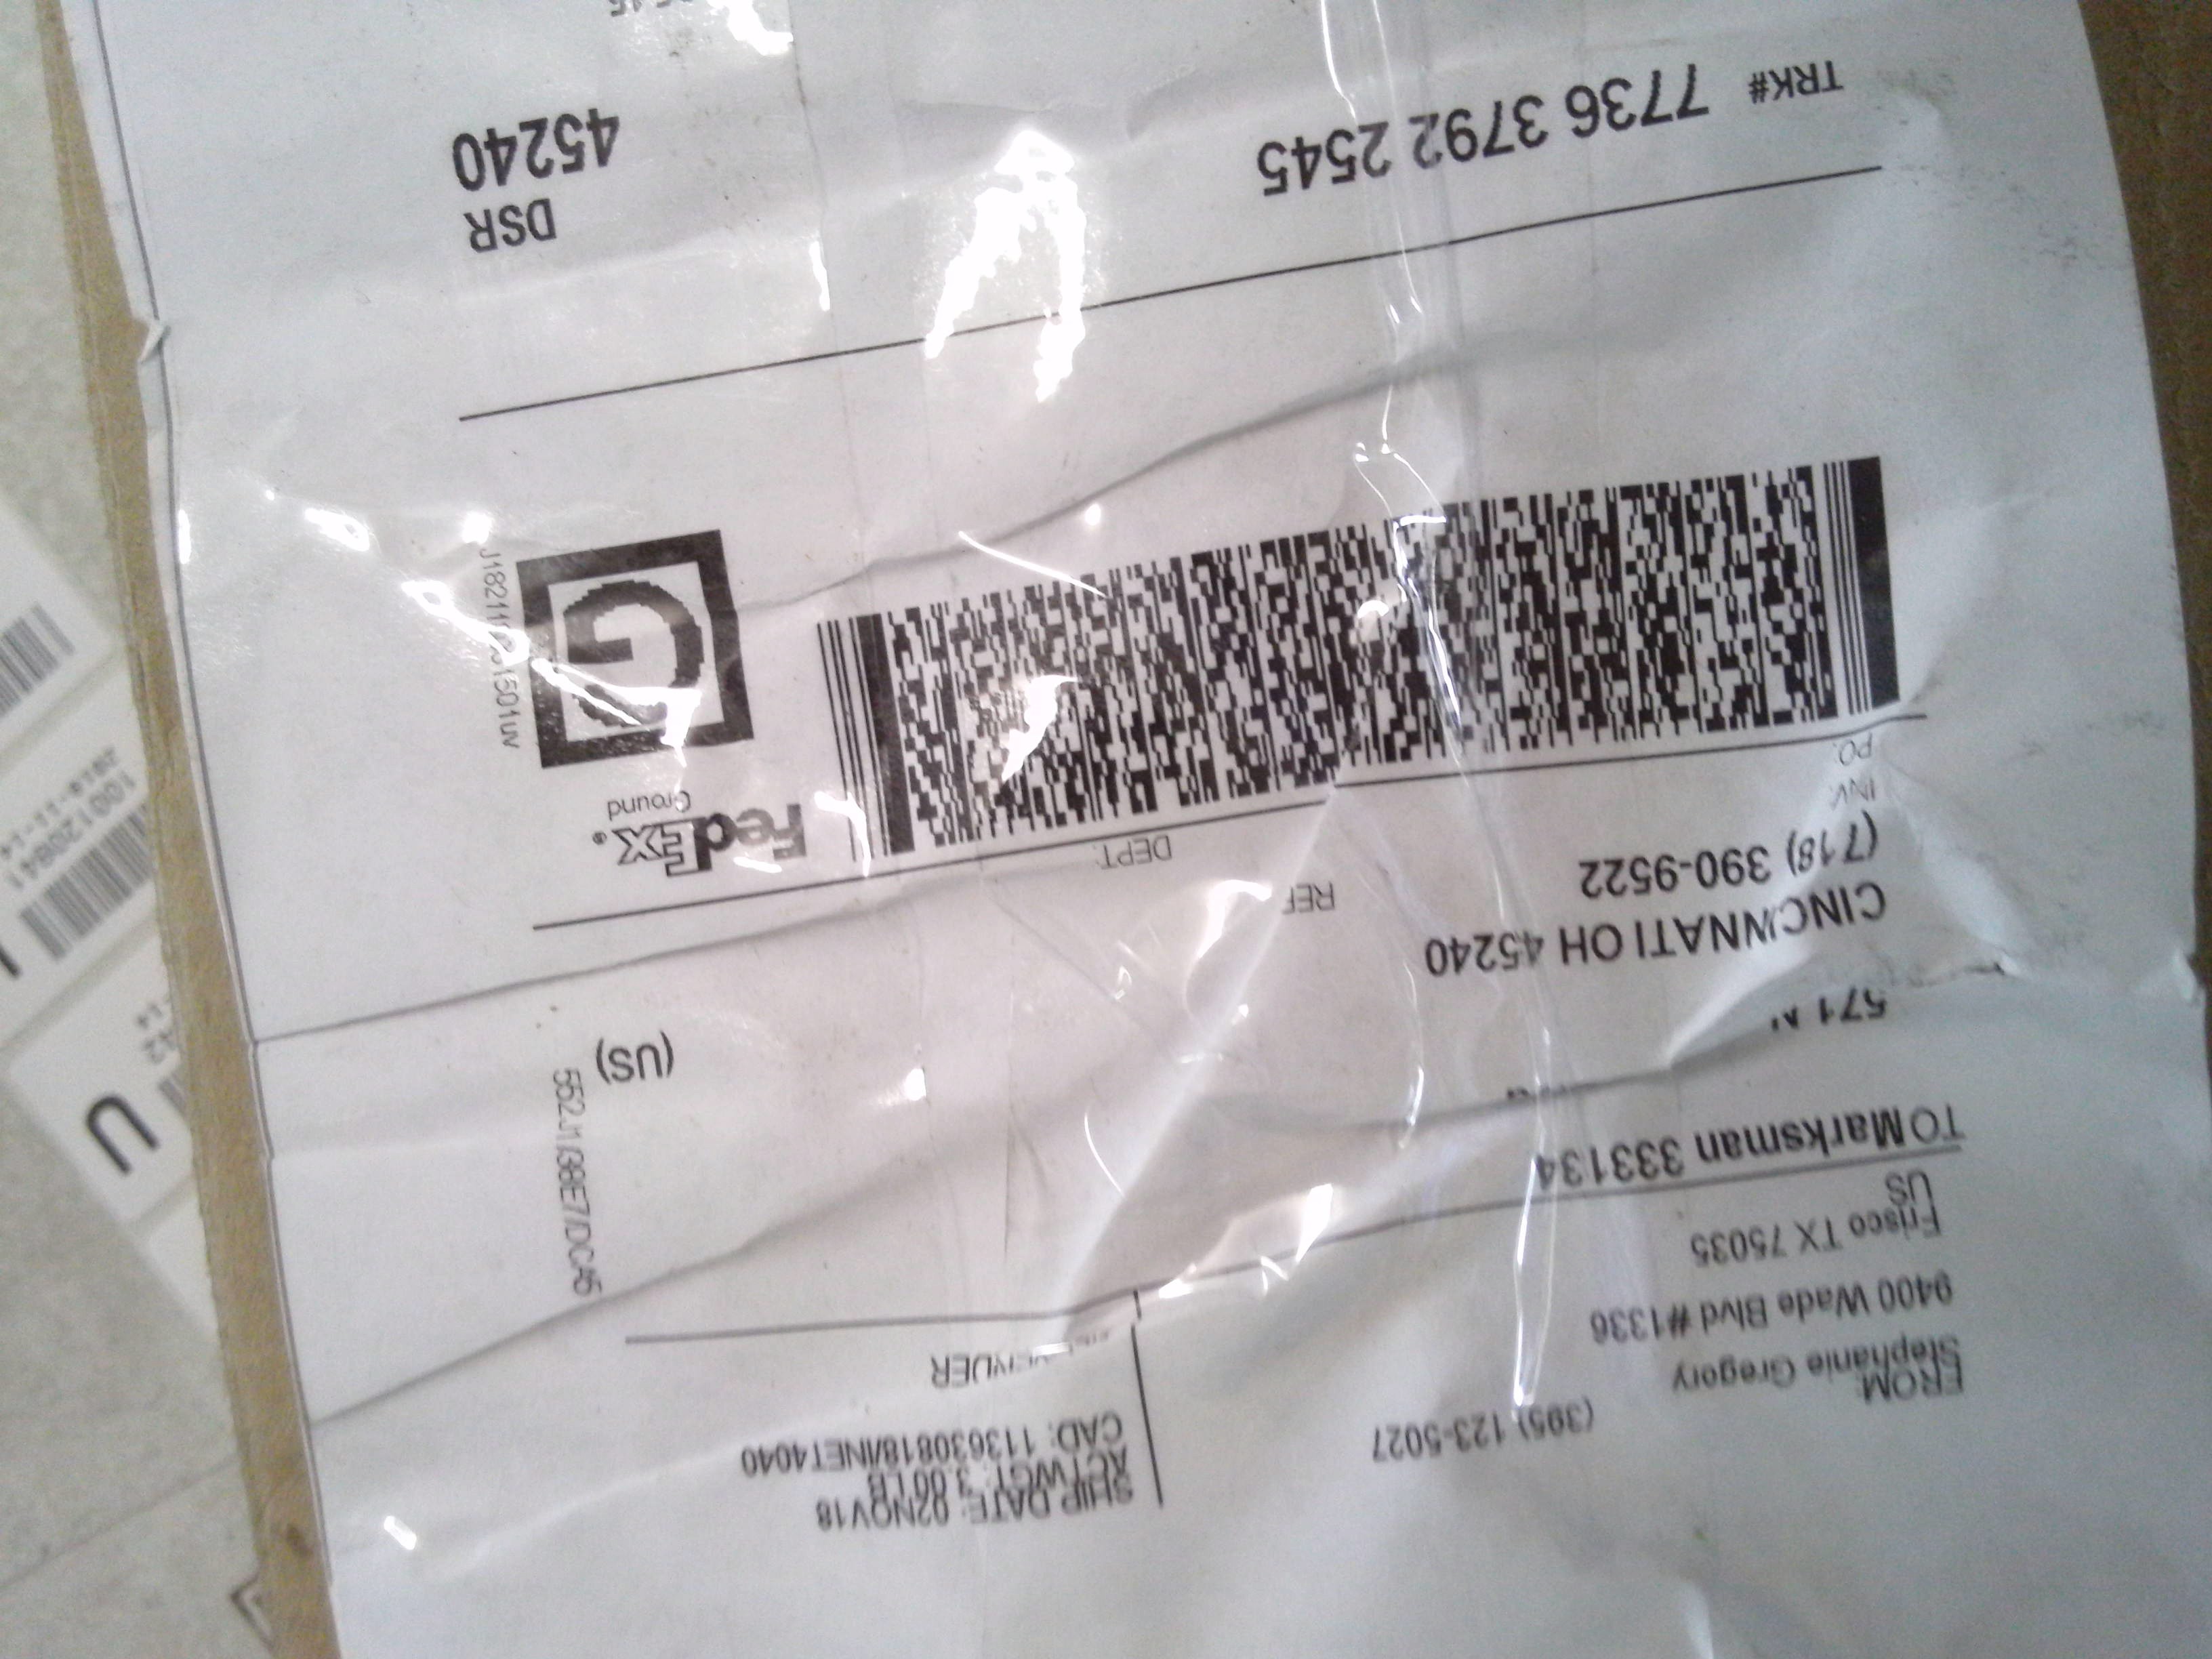 FROM:
(395) 123-5027
Stephanie Gregory
9400 Wade Blvd #1336
Frisco TX 75035
US
SHIP DATE: 02NOV18
ACTWGT: 3.00 LB
CAD: 113630818/INET4040
TO Marksman 333134
571
CINCINNATI OH 45240
(718) 390-9522
REF
INV:
PO:
DEPT:
(US)
FedEx®
Ground
G
TRK# 7736 3792 2545
DSR
45240
U